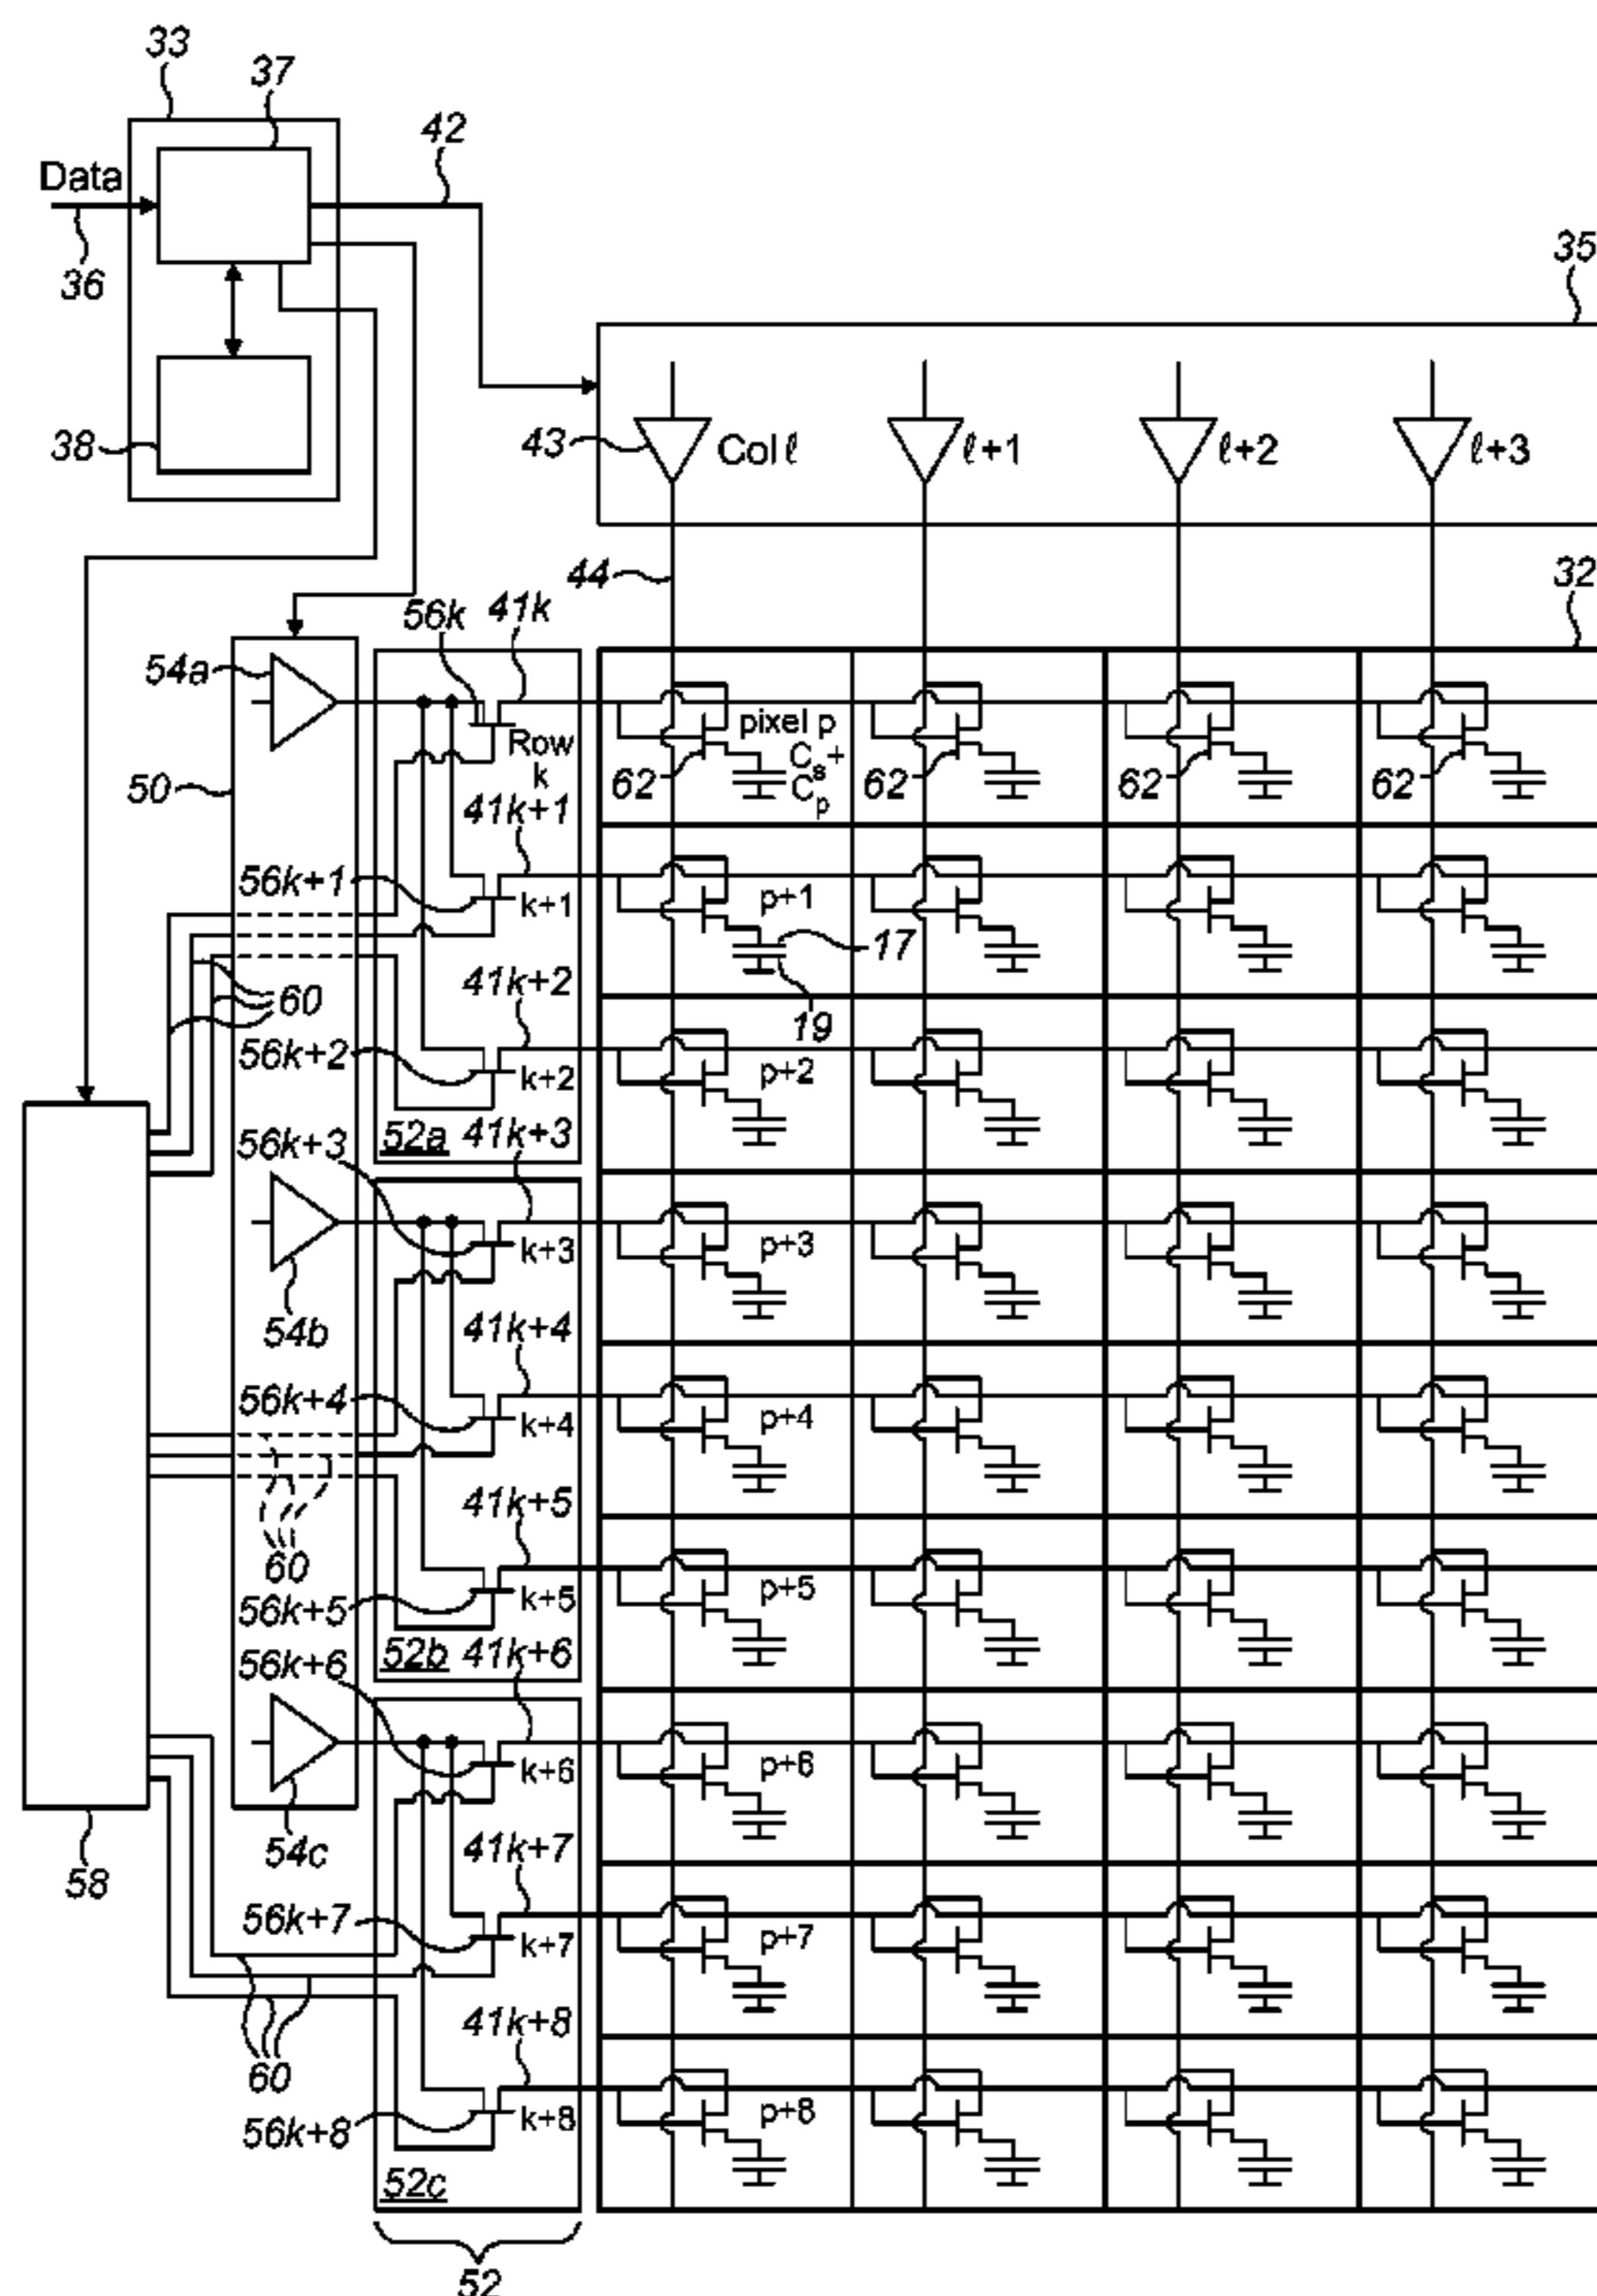 33
37
42
Data
36
35
38
43
Col ℓ
ℓ+1
ℓ+2
ℓ+3
44
32
56k
41k
54a
pixel p
Row
k
Cs+
Cp
62
62
62
62
50
41k+1
56k+1
k+1
p+1
17
41k+2
60
19
56k+2
k+2
p+2
52a
41k+3
56k+3
k+3
p+3
54b
41k+4
56k+4
k+4
p+4
41k+5
60
56k+5
k+5
p+5
52b
41k+6
56k+6
k+6
p+6
54c
58
41k+7
56k+7
k+7
p+7
41k+8
60
56k+8
k+8
p+8
52c
52